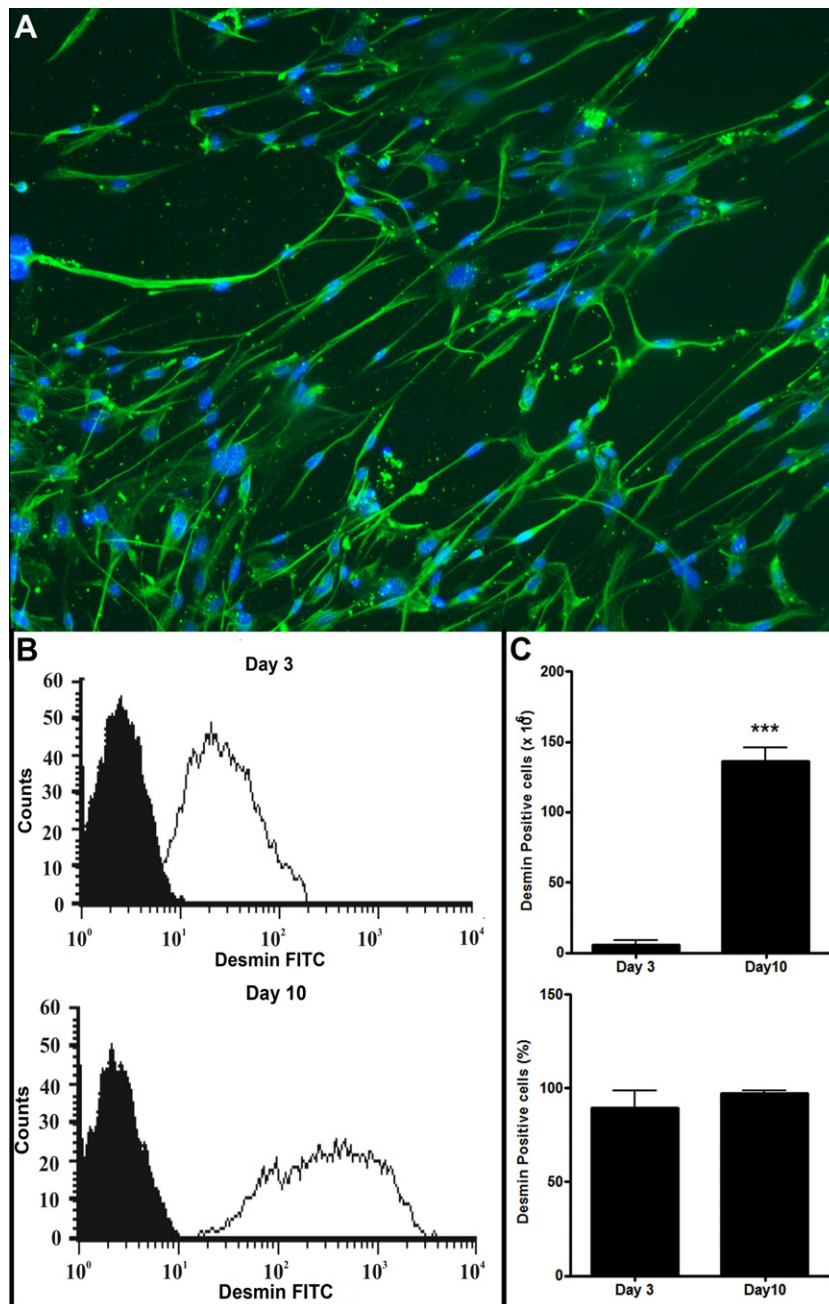 A
B
Day 3
Counts
60
50
40
30
20
10
0
10⁰ 10¹ 10² 10³ 10⁴
Desmin FITC
Day 10
Counts
60
50
40
30
20
10
0
10⁰ 10¹ 10² 10³ 10⁴
Desmin FITC
C
Desmin Positive cells (x 10⁶)
200
150
100
50
0
***
Day 3 Day10
Desmin Positive cells (%)
150
100
50
0
Day 3 Day10